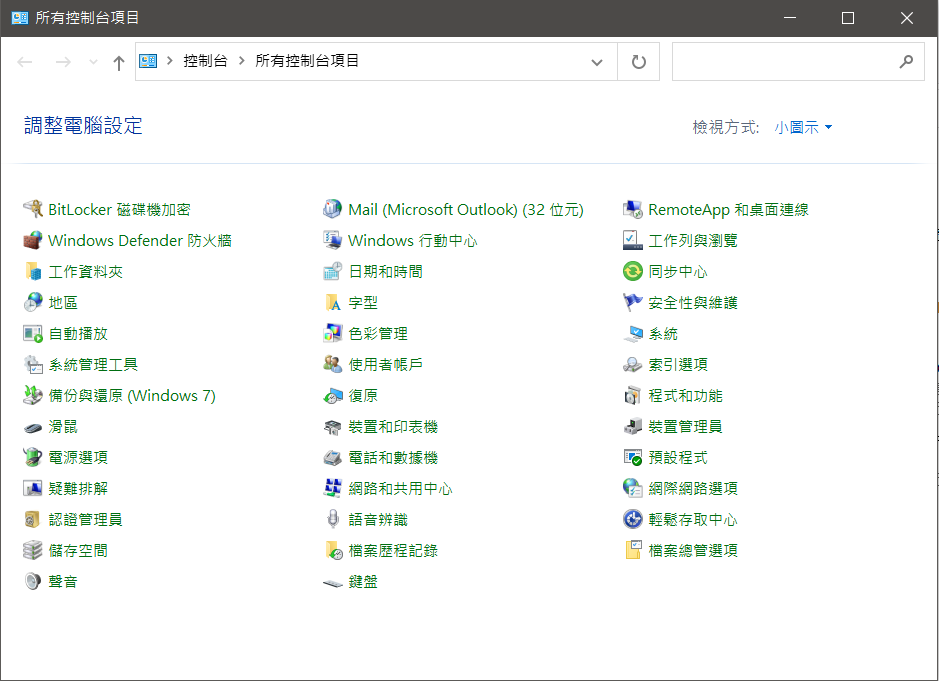 所有控制台項目
控制台 > 所有控制台項目
調整電腦設定
檢視方式: 小圖示
BitLocker 磁碟機加密
Mail (Microsoft Outlook) (32 位元)
RemoteApp 和桌面連線
Windows Defender 防火牆
Windows 行動中心
工作列與瀏覽
工作資料夾
日期和時間
同步中心
地區
字型
安全性與維護
自動播放
色彩管理
系統
系統管理工具
使用者帳戶
索引選項
備份與還原 (Windows 7)
復原
程式和功能
滑鼠
裝置和印表機
裝置管理員
電源選項
電話和數據機
預設程式
疑難排解
網路和共用中心
網際網路選項
認證管理員
語音辨識
輕鬆存取中心
儲存空間
檔案歷程記錄
檔案總管選項
聲音
鍵盤